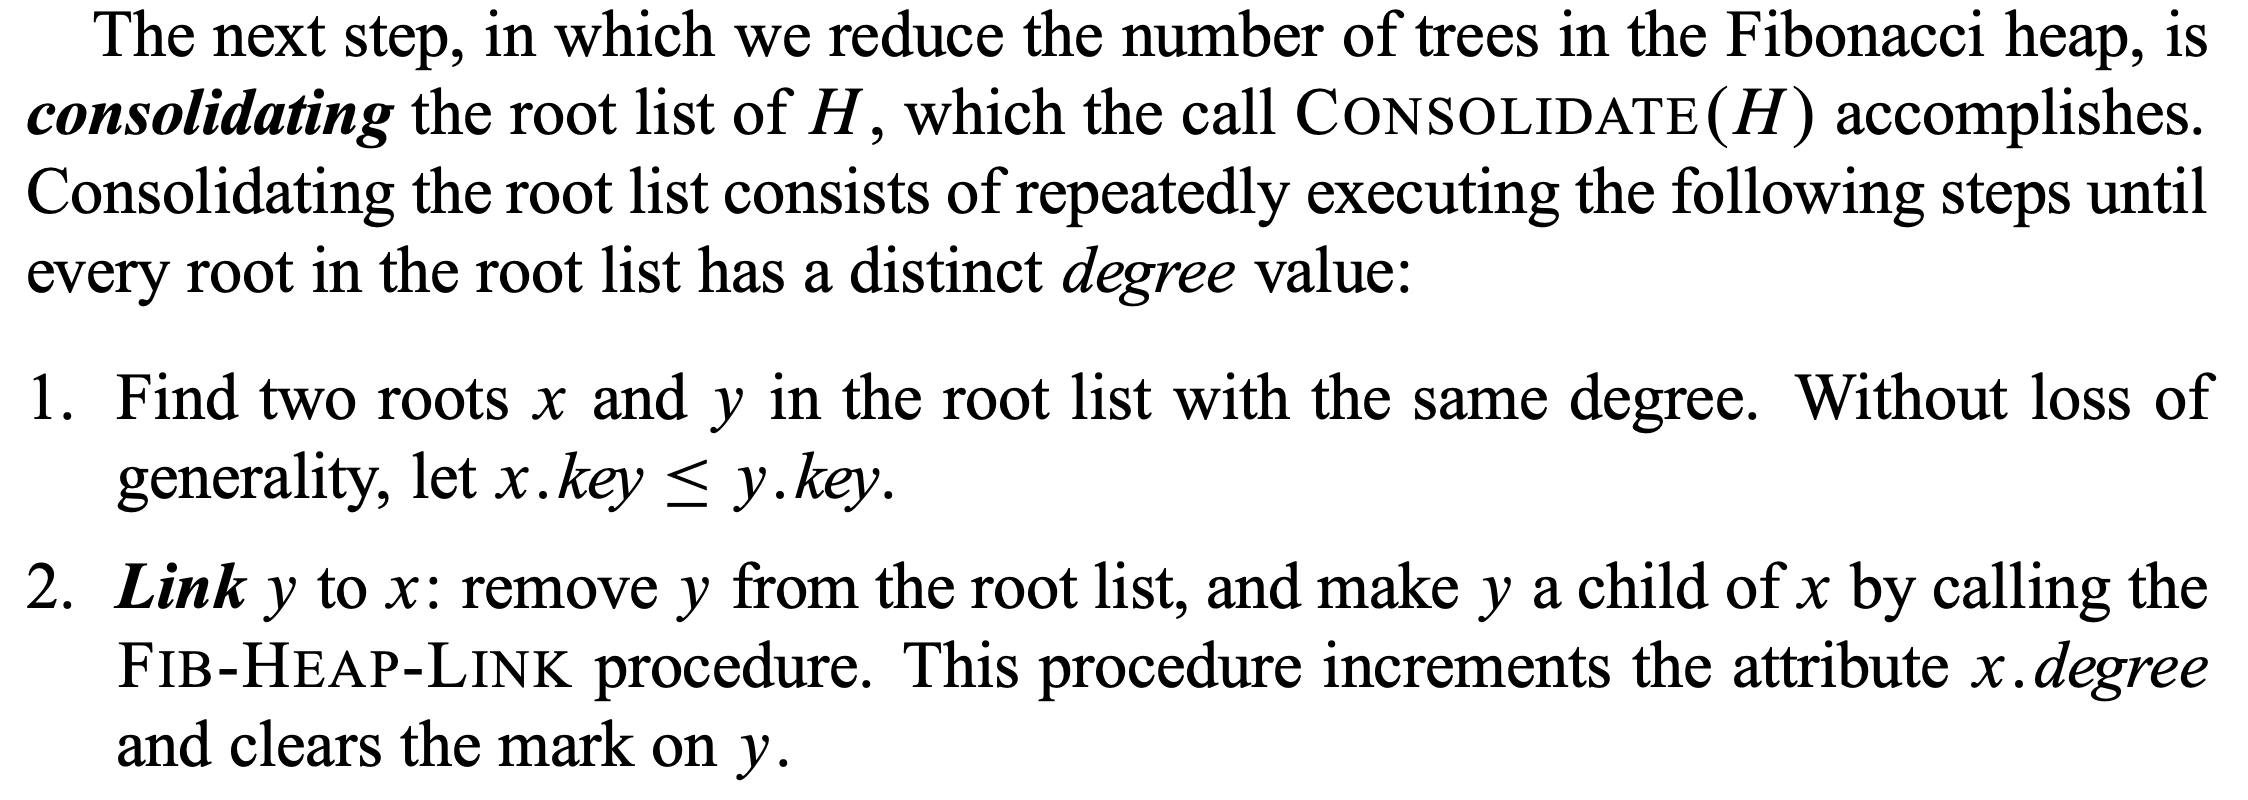 The next step, in which we reduce the number of trees in the Fibonacci heap, is
consolidating the root list of H, which the call CONSOLIDATE(H) accomplishes.
Consolidating the root list consists of repeatedly executing the following steps until
every root in the root list has a distinct degree value:
1. Find two roots x and y in the root list with the same degree. Without loss of
generality, let x.key ≤ y.key.
2. Link y to x: remove y from the root list, and make y a child of x by calling the
FIB-HEAP-LINK procedure. This procedure increments the attribute x.degree
and clears the mark on y.